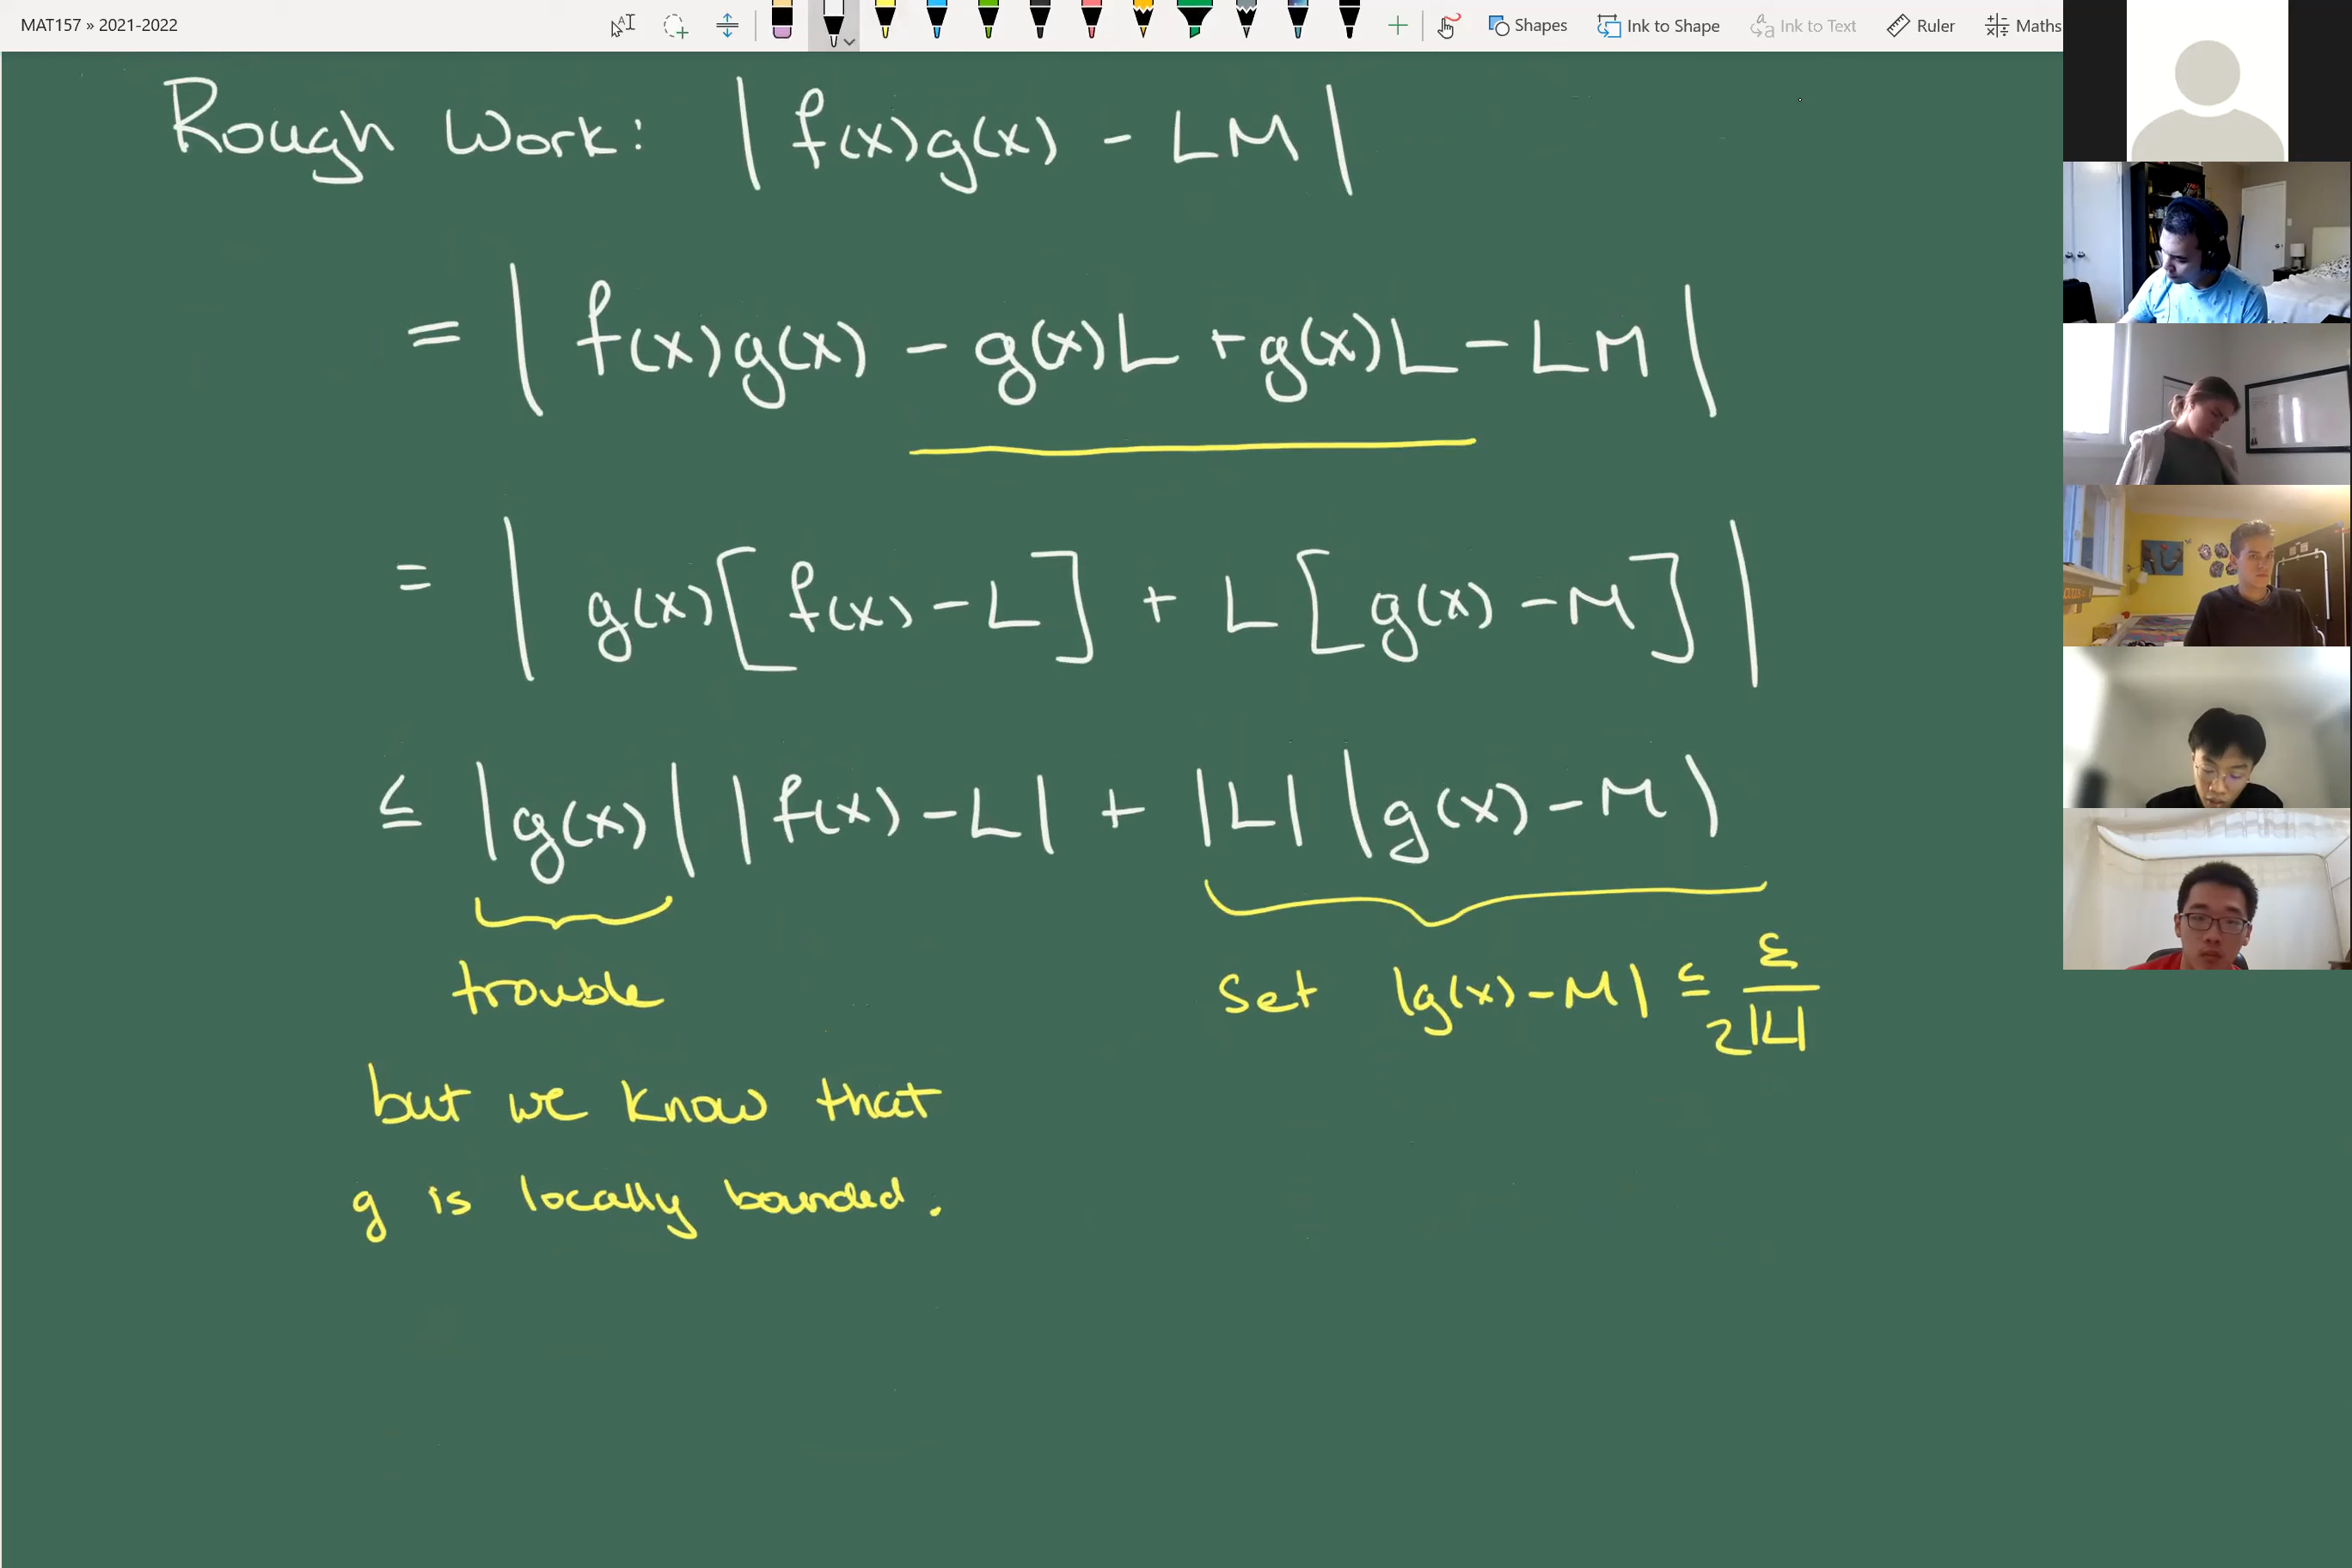 MAT157 » 2021-2022
Shapes Ink to Shape Ink to Text Ruler Maths
Rough Work: | f(x)g(x) - LM |
= | f(x)g(x) - g(x)L + g(x)L - LM |
= | g(x)[ f(x) - L ] + L [ g(x) - M ] |
≤ |g(x)| |f(x) - L| + |L| |g(x) - M|
trouble
set |g(x) - M| ≤ ε/2|L|
but we know that
g is locally bounded.